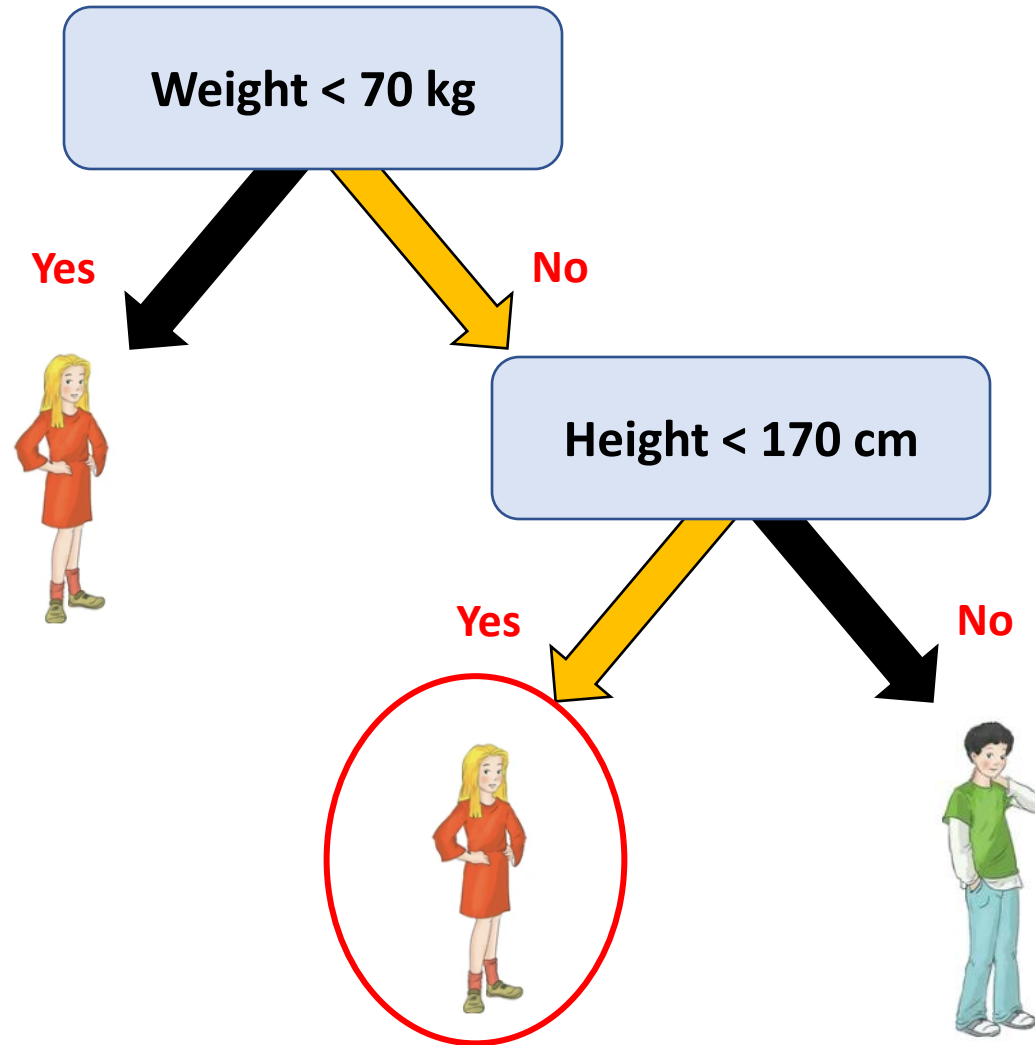 Weight < 70 kg
Yes
No
Height < 170 cm
Yes
No